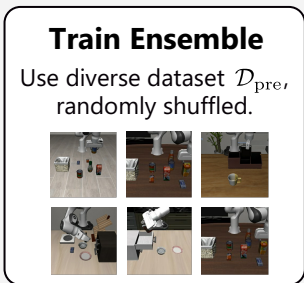 Train Ensemble
Use diverse dataset 𝒟pre,
randomly shuffled.